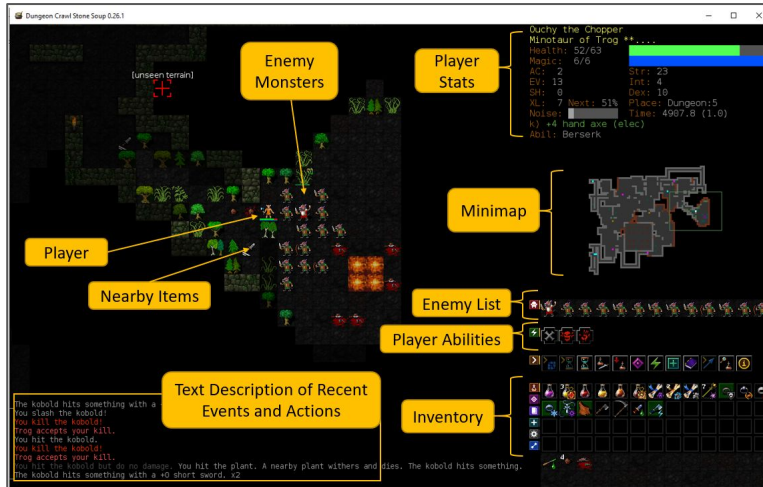 Dungeon Crawl Stone Soup 0.26.1
[unseen terrain]
Enemy
Monsters
Player
Stats
Ouchy the Chopper
Minotaur of Trog **....
Health: 52/63
Magic: 6/6
AC: 2 Str: 23
EV: 13 Int: 4
SH: 0 Dex: 10
XL: 7 Next: 51% Place: Dungeon:5
Noise: Time: 4907.8 (1.0)
k) +4 hand axe (elec)
Abil: Berserk
Minimap
Player
Nearby Items
Enemy List
Player Abilities
Text Description of Recent
Events and Actions
Inventory
The kobold hits something with a
You slash the kobold!
You kill the kobold!
Trog accepts your kill.
You hit the kobold.
You kill the kobold!
Trog accepts your kill.
You hit the kobold but do no damage. You hit the plant. A nearby plant withers and dies. The kobold hits something.
The kobold hits something with a +0 short sword. x2